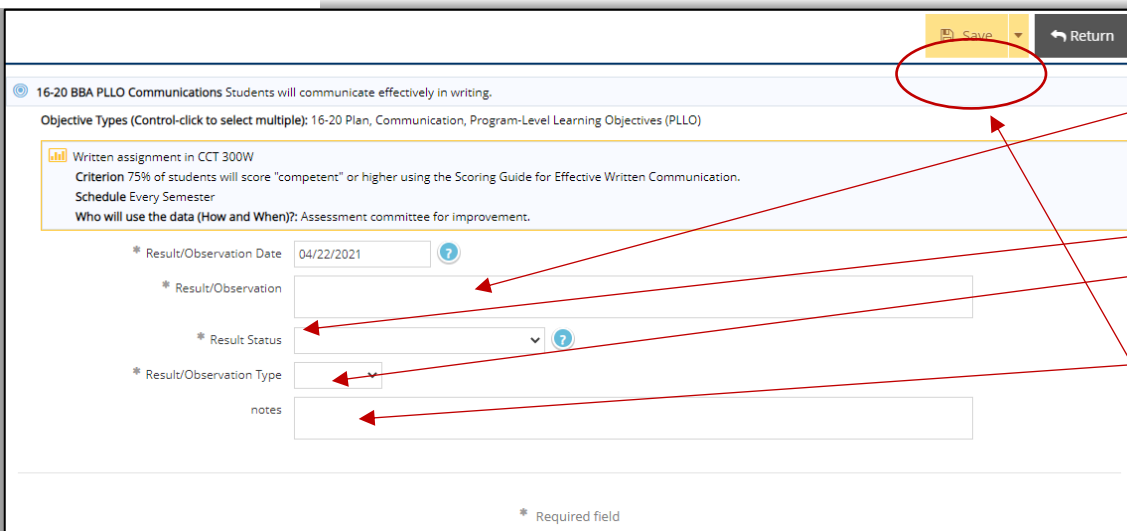 Save
Return
16-20 BBA PLLO Communications Students will communicate effectively in writing.
Objective Types (Control-click to select multiple): 16-20 Plan, Communication, Program-Level Learning Objectives (PLLO)
Written assignment in CCT 300W
Criterion 75% of students will score "competent" or higher using the Scoring Guide for Effective Written Communication.
Schedule Every Semester
Who will use the data (How and When)?: Assessment committee for improvement.
* Result/Observation Date 04/22/2021 ?
* Result/Observation
* Result Status ?
* Result/Observation Type
notes
* Required field